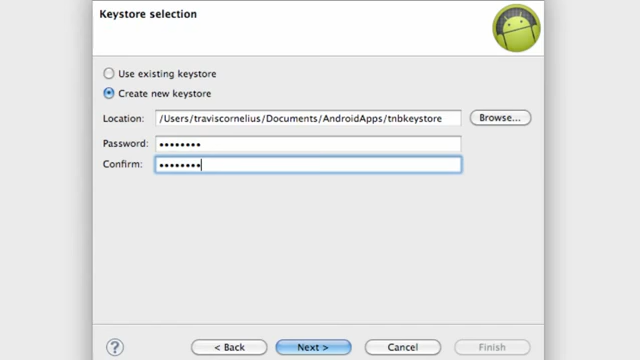 Keystore selection
Use existing keystore
Create new keystore
Location: /Users/traviscornelius/Documents/AndroidApps/tnbkeystore Browse...
Password: ••••••••
Confirm: ••••••••
? < Back Next > Cancel Finish